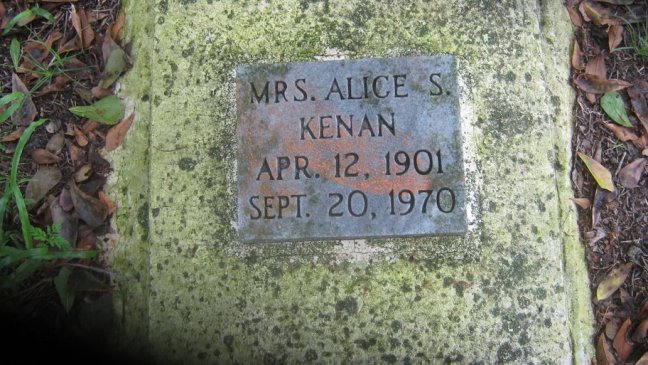 MRS. ALICE S.
KENAN
APR. 12, 1901
SEPT. 20, 1970